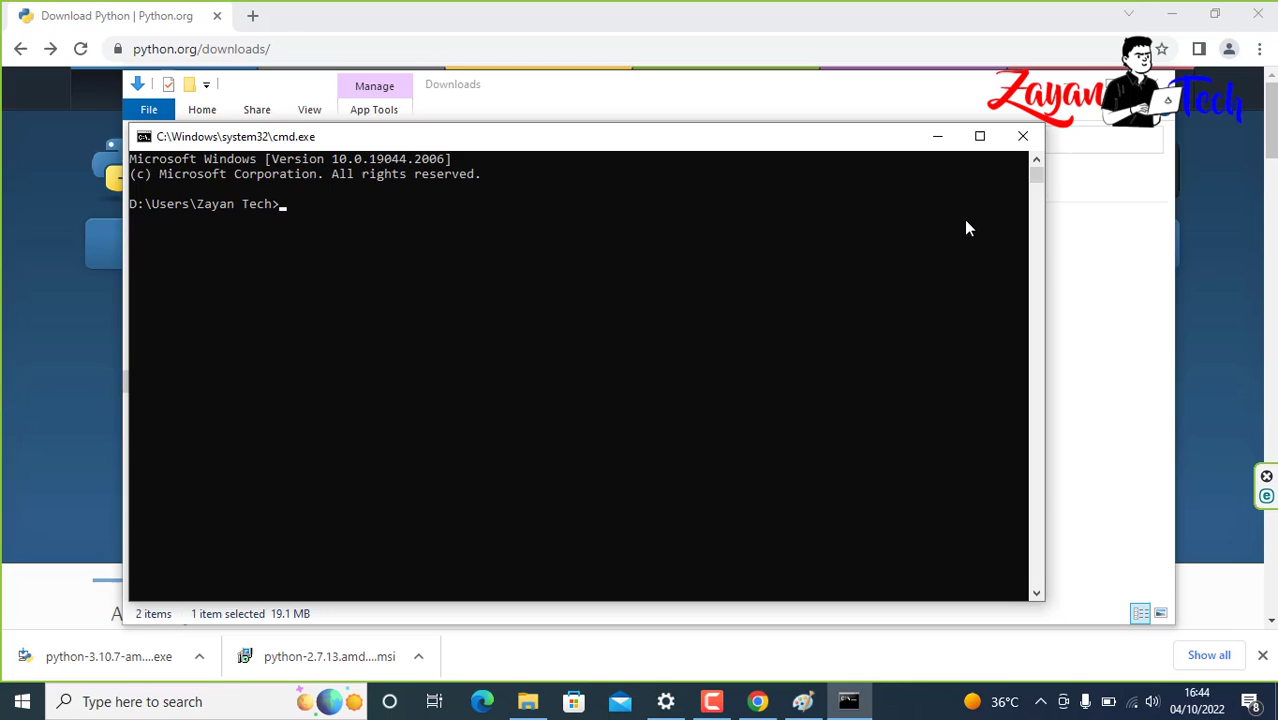 Download Python | Python.org
python.org/downloads/
Manage
Downloads
File
Home
Share
View
App Tools
Zayan Tech
C:\Windows\system32\cmd.exe
Microsoft Windows [Version 10.0.19044.2006]
(c) Microsoft Corporation. All rights reserved.
D:\Users\Zayan Tech>
2 items
1 item selected 19.1 MB
python-3.10.7-am....exe
python-2.7.13.amd....msi
Show all
Type here to search
36°C
16:44
04/10/2022
8